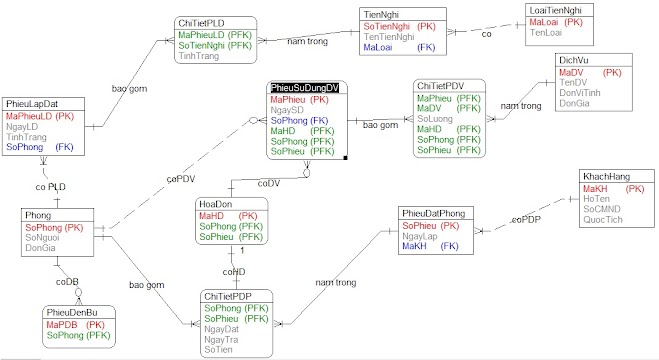 ChiTietPLD
MaPhieuLD (PFK)
SoTienNghi (PFK)
TinhTrang
nam trong
TienNghi
SoTienNghi (PK)
TenTienNghi
MaLoai (FK)
co
LoaiTienNghi
MaLoai (PK)
TenLoai
bao gom
PhieuLapDat
MaPhieuLD (PK)
NgayLD
TinhTrang
SoPhong (FK)
PhieuSuDungDV
MaPhieu (PK)
NgaySD
SoPhong (FK)
MaHD (PFK)
SoPhong (PFK)
SoPhieu (PFK)
bao gom
ChiTietPDV
MaPhieu (PFK)
MaDV (PFK)
SoLuong
MaHD (PFK)
SoPhong (PFK)
SoPhieu (PFK)
nam trong
DichVu
MaDV (PK)
TenDV
DonViTinh
DonGia
co PLD
coPDV
coDV
Phong
SoPhong (PK)
SoNguoi
DonGia
HoaDon
MaHD (PK)
SoPhong (PFK)
SoPhieu (PFK)
1
coHD
PhieuDatPhong
SoPhieu (PK)
NgayLap
MaKH (FK)
coPDP
KhachHang
MaKH (PK)
HoTen
SoCMND
QuocTich
coDB
bao gom
nam trong
PhieuDenBu
MaPDB (PK)
SoPhong (PFK)
ChiTietPDP
SoPhong (PFK)
SoPhieu (PFK)
NgayDat
NgayTra
SoTien